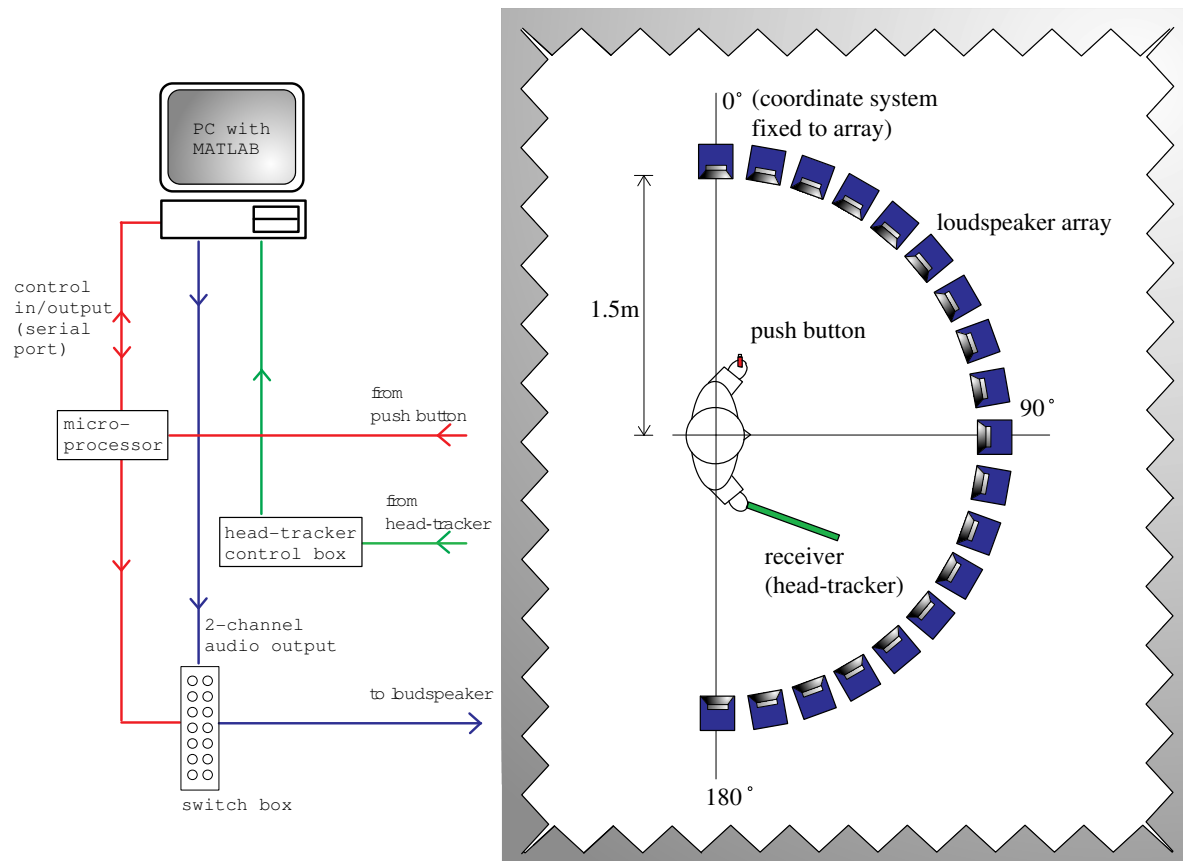 PC with
MATLAB
control
in/output
(serial
port)
micro-
processor
from
push button
from
head-tracker
head-tracker
control box
2-channel
audio output
to loudspeaker
switch box
0° (coordinate system
fixed to array)
loudspeaker array
1.5m
push button
90°
receiver
(head-tracker)
180°